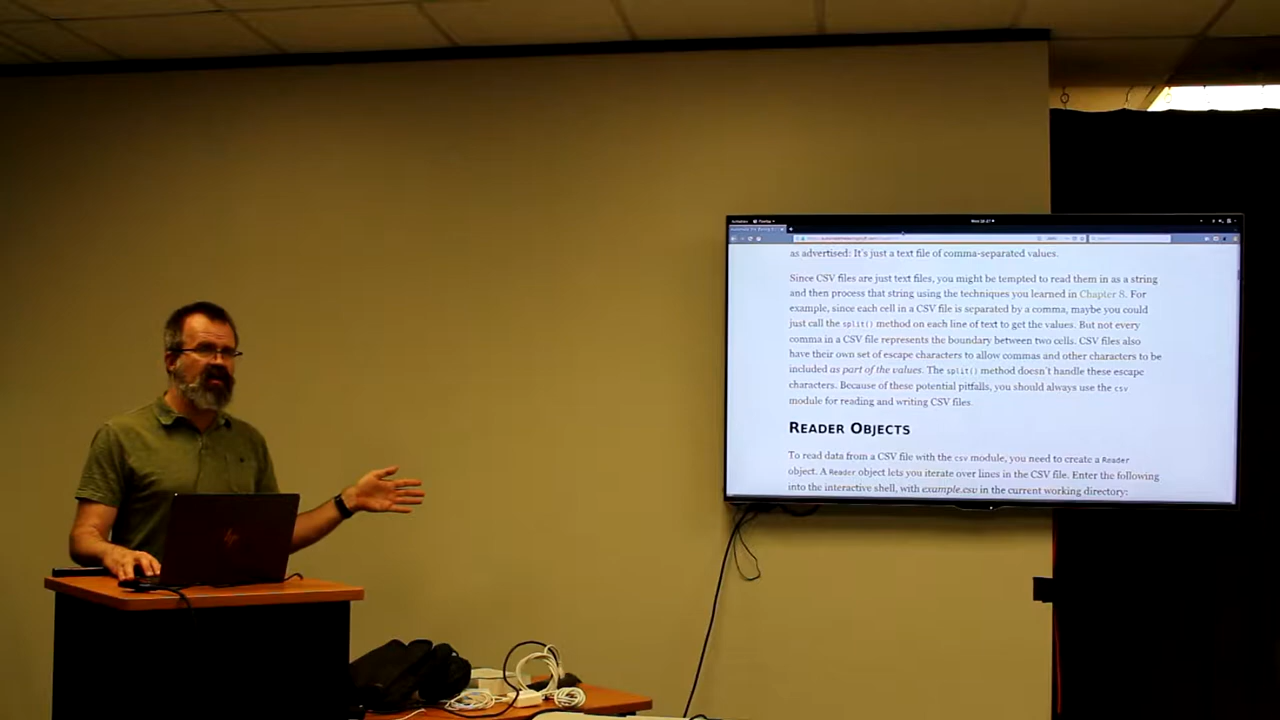 as advertised: It's just a text file of comma-separated values.
Since CSV files are just text files, you might be tempted to read them in as a string
and then process that string using the techniques you learned in Chapter 8. For
example, since each cell in a CSV file is separated by a comma, maybe you could
just call the split() method on each line of text to get the values. But not every
comma in a CSV file represents the boundary between two cells. CSV files also
have their own set of escape characters to allow commas and other characters to be
included as part of the values. The split() method doesn't handle these escape
characters. Because of these potential pitfalls, you should always use the csv
module for reading and writing CSV files.
READER OBJECTS
To read data from a CSV file with the csv module, you need to create a Reader
object. A Reader object lets you iterate over lines in the CSV file. Enter the following
into the interactive shell, with example.csv in the current working directory: